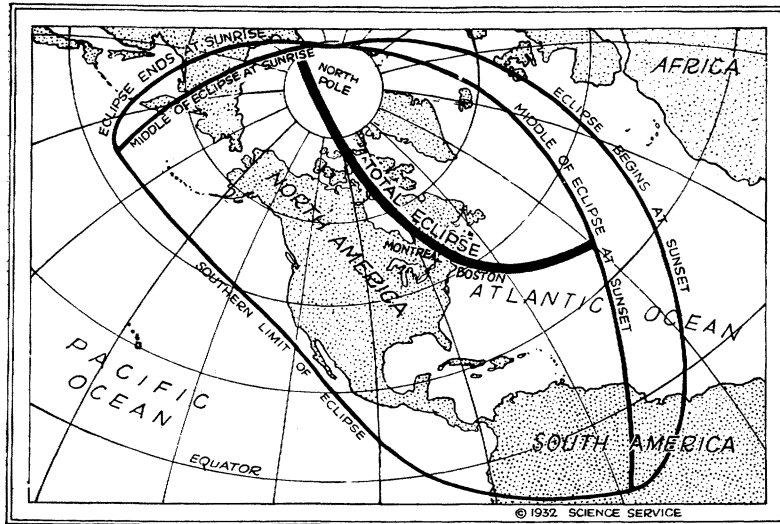 ECLIPSE ENDS AT SUNRISE
MIDDLE OF ECLIPSE AT SUNRISE
NORTH
POLE
AFRICA
ECLIPSE BEGINS AT SUNSET
MIDDLE OF ECLIPSE AT SUNSET
TOTAL ECLIPSE
NORTH
AMERICA
MONTREAL
BOSTON
ATLANTIC OCEAN
SOUTHERN LIMIT OF ECLIPSE
PACIFIC
OCEAN
SOUTH AMERICA
EQUATOR
© 1932 SCIENCE SERVICE